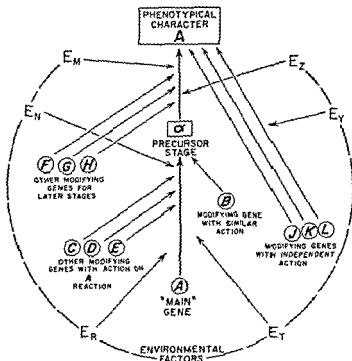 PHENOTYPICAL
CHARACTER
A
E_M
E_Z
E_N
E_Y
α
PRECURSOR
STAGE
F G H
OTHER MODIFYING
GENES FOR
LATER STAGES
B
MODIFYING GENE
WITH SIMILAR
ACTION
J K L
MODIFYING GENES
WITH INDEPENDENT
ACTION
C D E
OTHER MODIFYING
GENES WITH ACTION ON
A
REACTION
A
"MAIN"
GENE
E_R
E_T
ENVIRONMENTAL
FACTORS